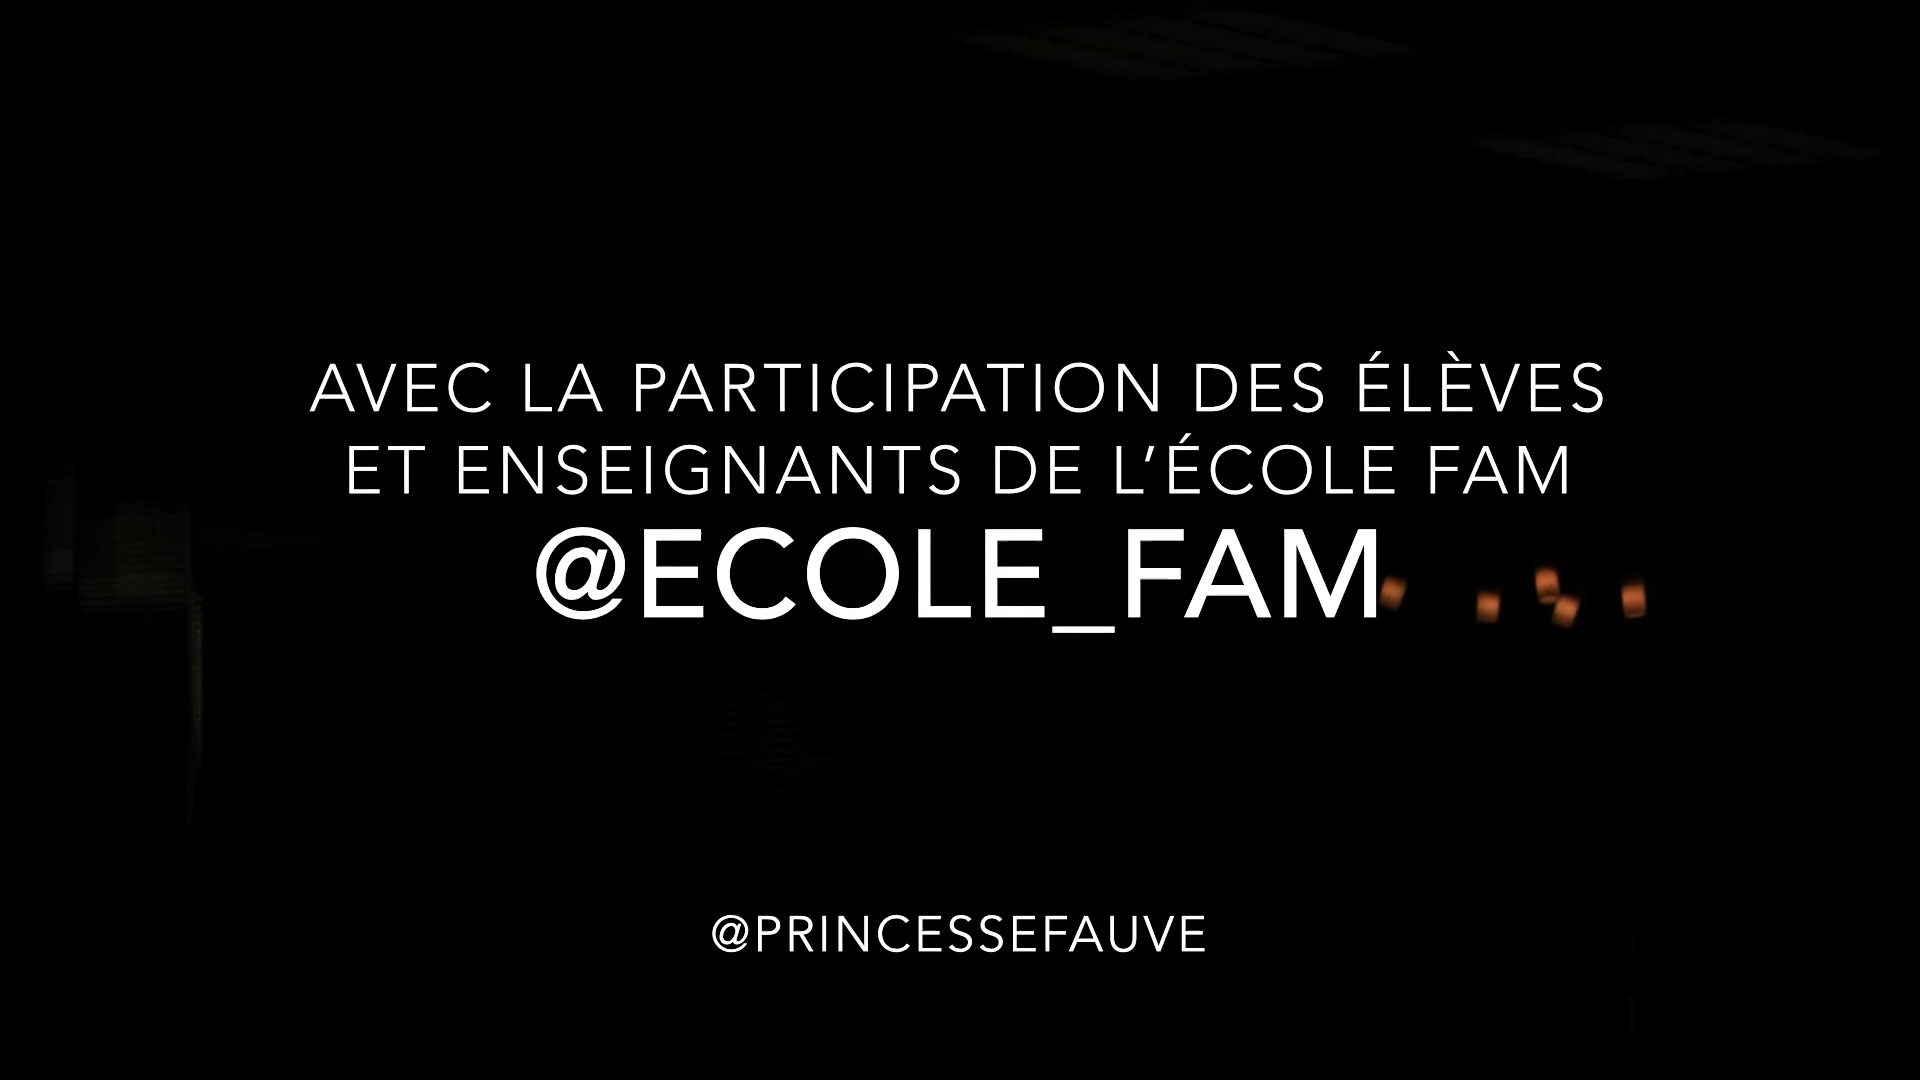 AVEC LA PARTICIPATION DES ÉLÈVES
ET ENSEIGNANTS DE L’ÉCOLE FAM
@ECOLE_FAM
@PRINCESSEFAUVE